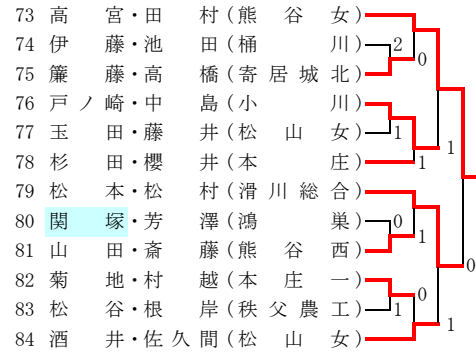 73 高宮・田村(熊谷女)
74 伊藤・池田(桶川) 2
0
75 簾藤・高橋(寄居城北)
76 戸ノ崎・中島(小川)
77 玉田・藤井(松山女) 1
1
1
78 杉田・櫻井(本庄)
79 松本・松村(滑川総合)
80 関塚・芳澤(鴻巣) 0
1
81 山田・斎藤(熊谷西)
0
82 菊地・村越(本庄一)
0
83 松谷・根岸(秩父農工) 1
1
84 酒井・佐久間(松山女)